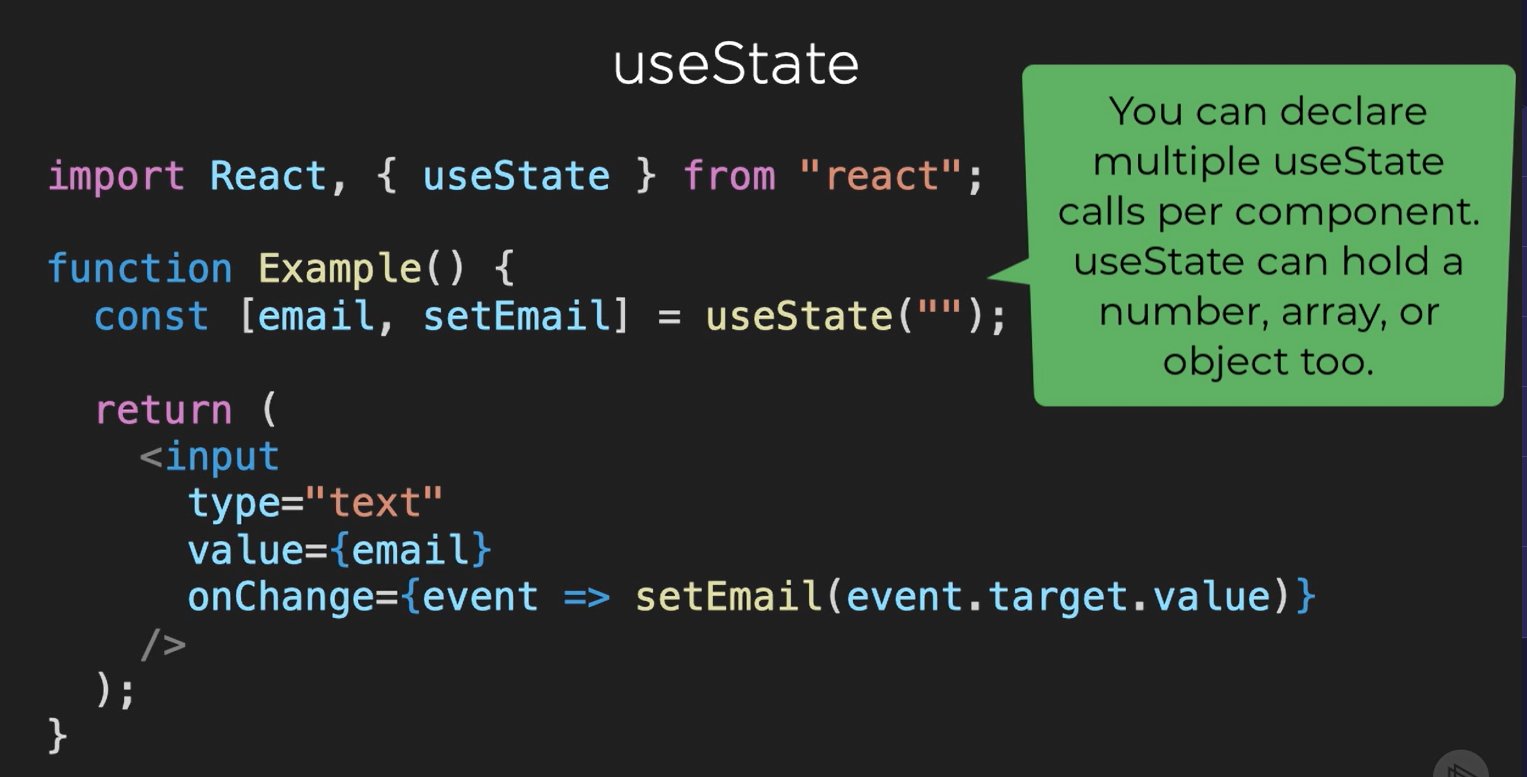 useState
import React, { useState } from "react";
function Example() {
  const [email, setEmail] = useState("");
  return (
    <input
      type="text"
      value={email}
      onChange={event => setEmail(event.target.value)}
    />
  );
}
You can declare
multiple useState
calls per component.
useState can hold a
number, array, or
object too.